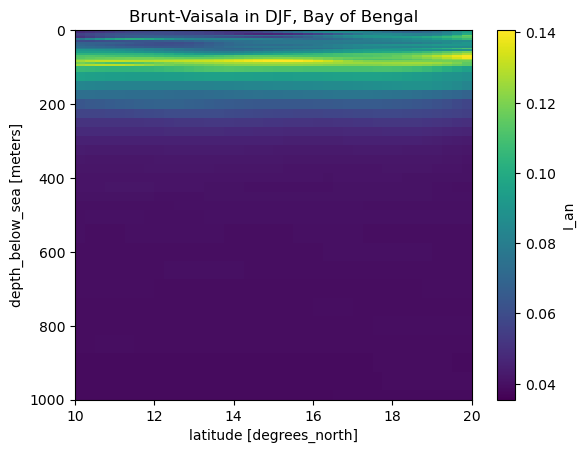 Brunt-Vaisala in DJF, Bay of Bengal
0
200
400
600
800
1000
depth_below_sea [meters]
10 12 14 16 18 20
latitude [degrees_north]
0.14
0.12
0.10
0.08
0.06
0.04
I_an